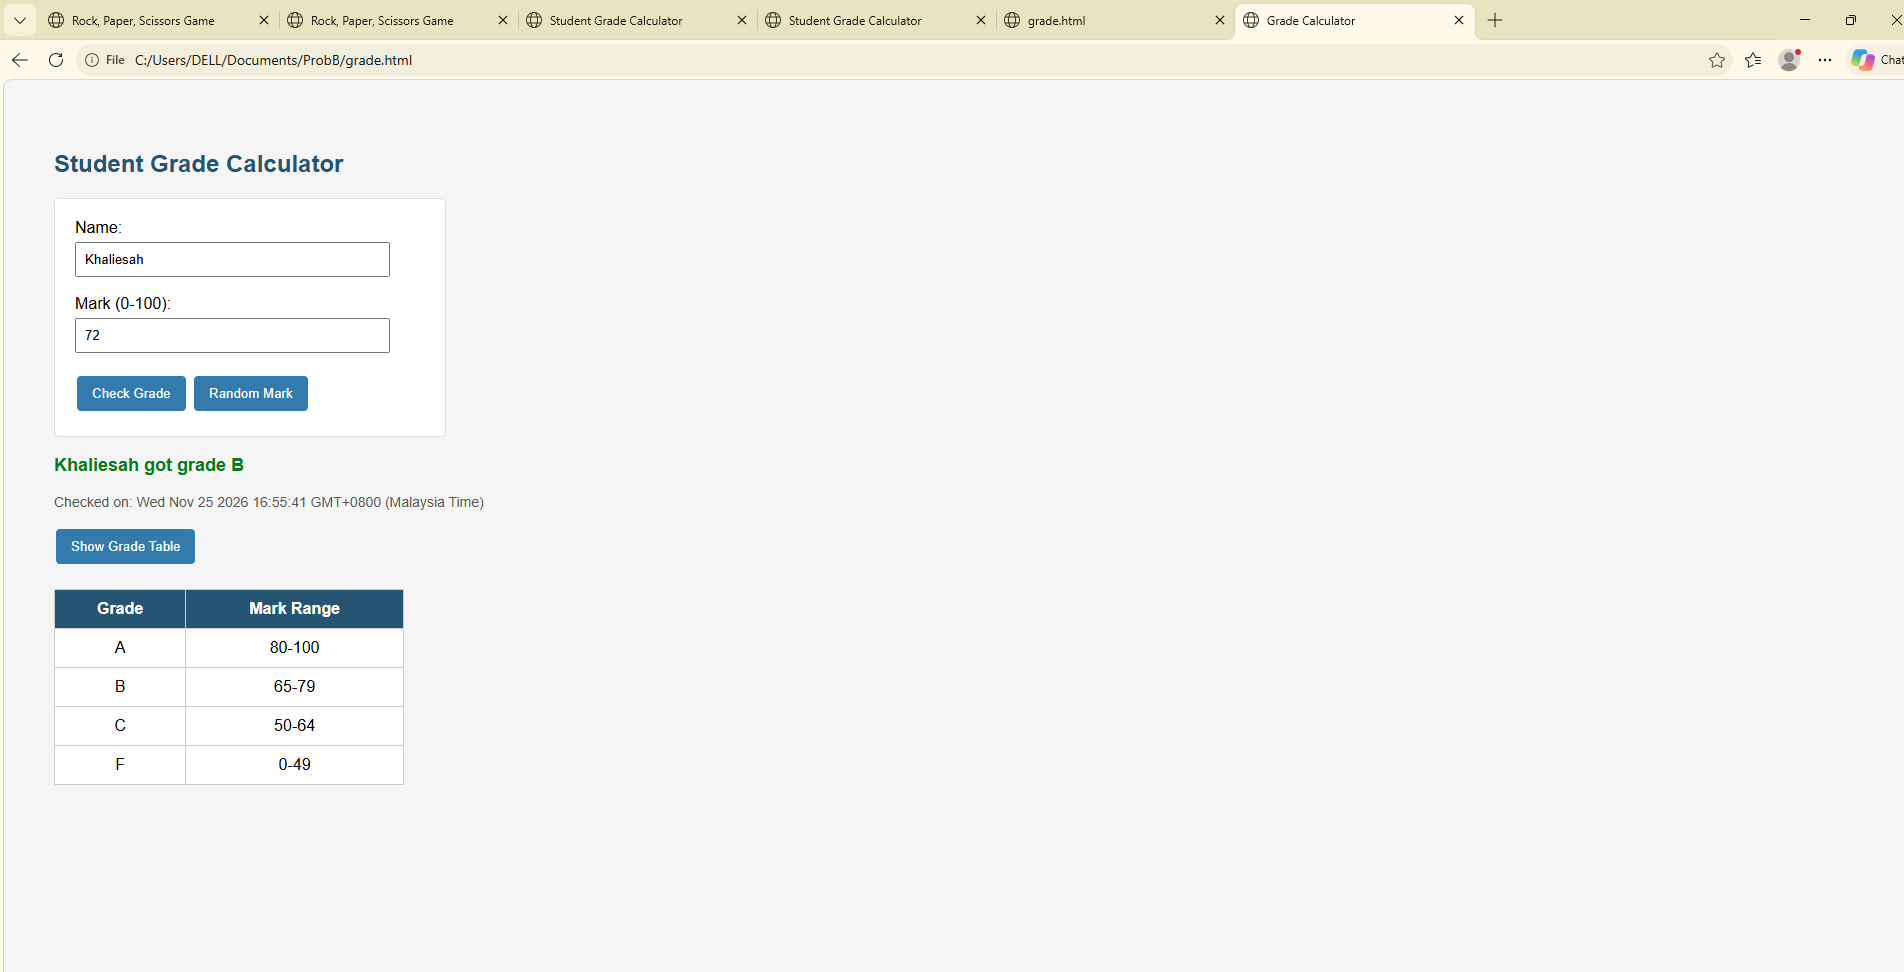 Rock, Paper, Scissors Game Rock, Paper, Scissors Game Student Grade Calculator Student Grade Calculator grade.html Grade Calculator
File C:/Users/DELL/Documents/ProbB/grade.html Chat
Student Grade Calculator
Name:
Khaliesah
Mark (0-100):
72
Check Grade Random Mark
Khaliesah got grade B
Checked on: Wed Nov 25 2026 16:55:41 GMT+0800 (Malaysia Time)
Show Grade Table
Grade Mark Range
A 80-100
B 65-79
C 50-64
F 0-49